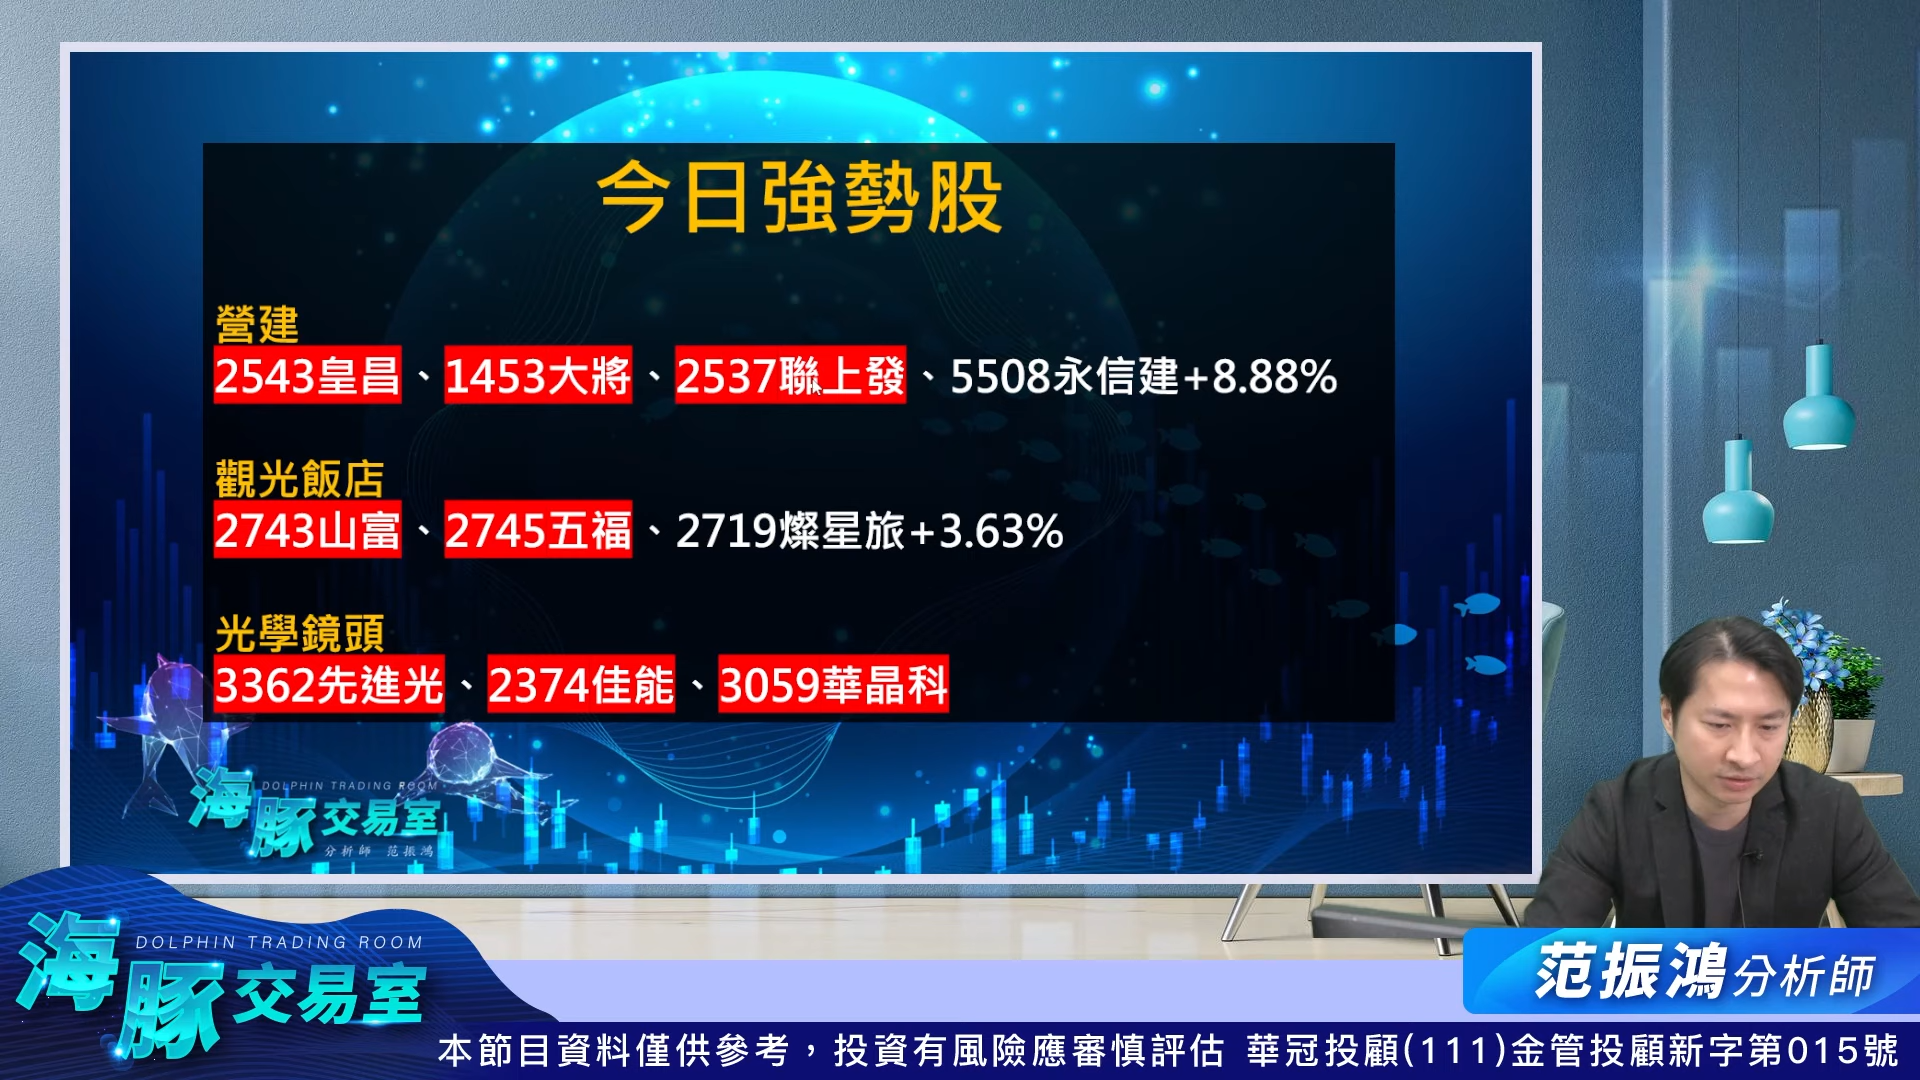 今日強勢股
營建
2543皇昌、1453大將、2537聯上發、5508永信建+8.88%
觀光飯店
2743山富、2745五福、2719燦星旅+3.63%
光學鏡頭
3362先進光、2374佳能、3059華晶科
DOLPHIN TRADING ROOM
海豚交易室
分析師 范振鴻
DOLPHIN TRADING ROOM
海豚交易室
范振鴻分析師
本節目資料僅供參考，投資有風險應審慎評估 華冠投顧(111)金管投顧新字第015號